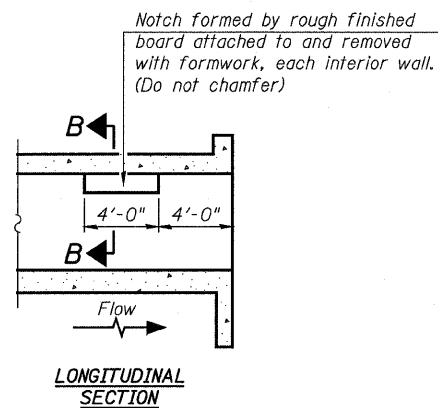 Notch formed by rough finished
board attached to and removed
with formwork, each interior wall.
(Do not chamfer)
B
4'-0" 4'-0"
B
Flow
LONGITUDINAL
SECTION